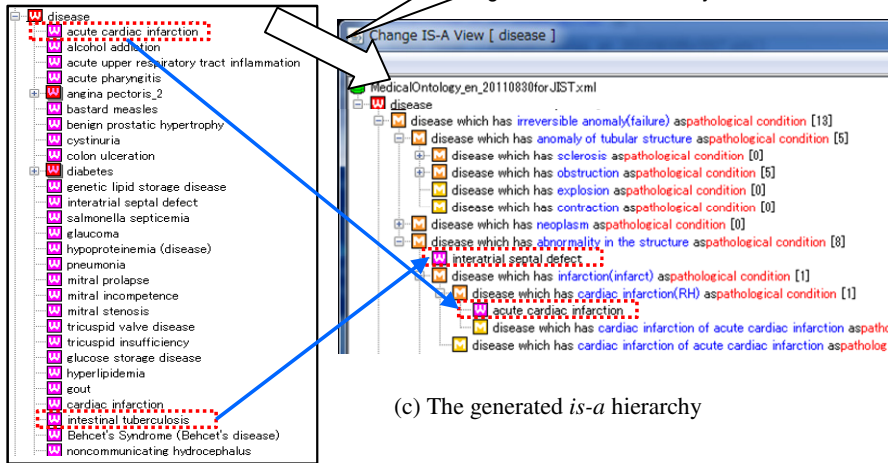 disease
acute cardiac infarction
alcohol addiction
acute upper respiratory tract inflammation
acute pharyngitis
angina pectoris_2
bastard measles
benign prostatic hypertrophy
cystinuria
colon ulceration
diabetes
genetic lipid storage disease
interatrial septal defect
salmonella septicemia
glaucoma
hypoproteinemia (disease)
pneumonia
mitral prolapse
mitral incompetence
mitral stenosis
tricuspid valve disease
tricuspid insufficiency
glucose storage disease
hyperlipidemia
gout
cardiac infarction
intestinal tuberculosis
Behcet's Syndrome (Behcet's disease)
noncommunicating hydrocephalus
Change IS-A View [ disease ]
MedicalOntology_en_20110830forJIST.xml
disease
disease which has irreversible anomaly(failure) aspathological condition [13]
disease which has anomaly of tubular structure aspathological condition [5]
disease which has sclerosis aspathological condition [0]
disease which has obstruction aspathological condition [5]
disease which has explosion aspathological condition [0]
disease which has contraction aspathological condition [0]
disease which has neoplasm aspathological condition [0]
disease which has abnormality in the structure aspathological condition [8]
interatrial septal defect
disease which has infarction(infarct) aspathological condition [1]
disease which has cardiac infarction(RH) aspathological condition [1]
acute cardiac infarction
disease which has cardiac infarction of acute cardiac infarction aspatho
disease which has cardiac infarction of acute cardiac infarction aspatholog
(c) The generated is-a hierarchy